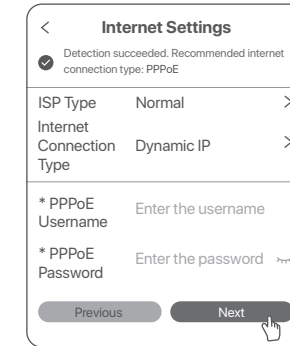 Internet Settings
Detection succeeded. Recommended internet
connection type: PPPoE
ISP Type Normal
Internet
Connection
Type
Dynamic IP
* PPPoE
Username
Enter the username
* PPPoE
Password
Enter the password
Previous Next